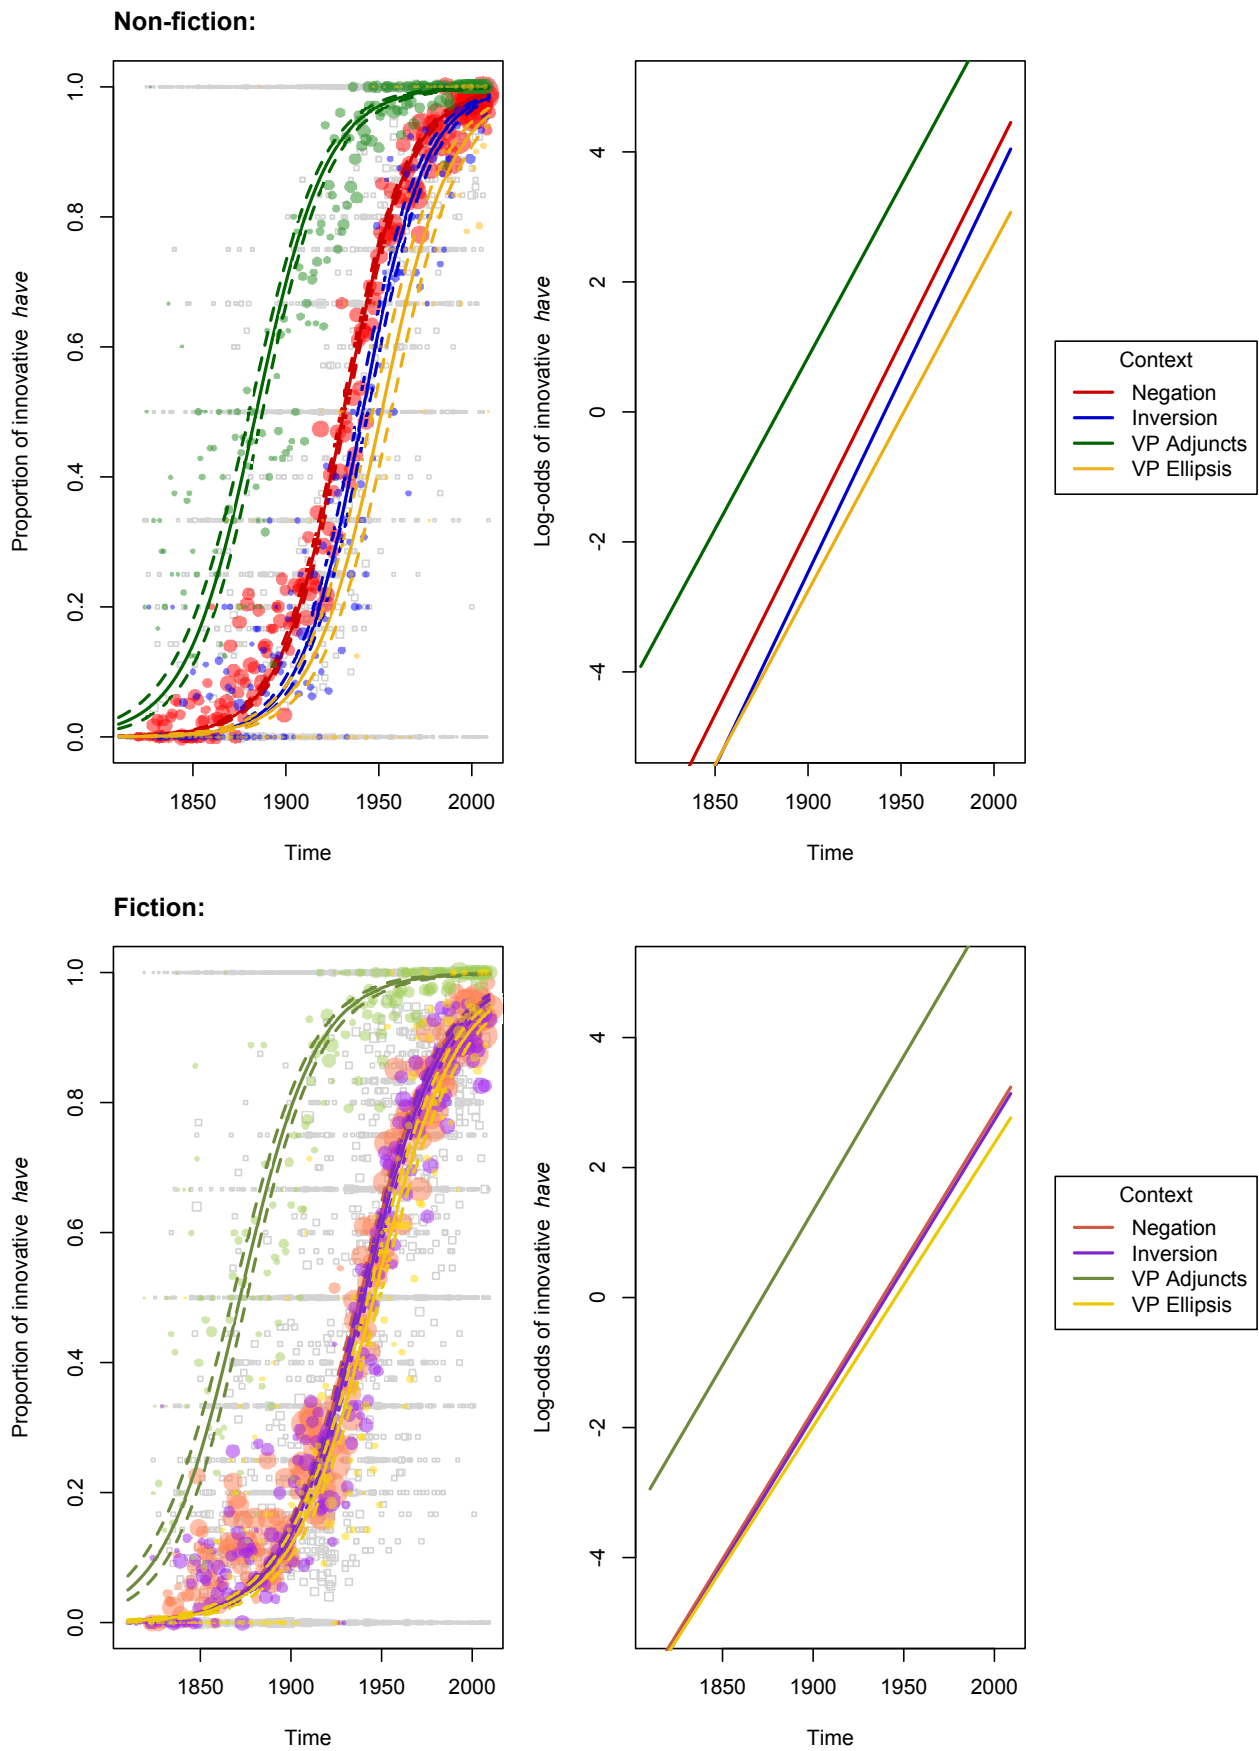 Non-fiction:
Proportion of innovative have
0.0 0.2 0.4 0.6 0.8 1.0
1850 1900 1950 2000
Time
Log-odds of innovative have
-4 -2 0 2 4
1850 1900 1950 2000
Time
Context
Negation
Inversion
VP Adjuncts
VP Ellipsis
Fiction:
Proportion of innovative have
0.0 0.2 0.4 0.6 0.8 1.0
1850 1900 1950 2000
Time
Log-odds of innovative have
-4 -2 0 2 4
1850 1900 1950 2000
Time
Context
Negation
Inversion
VP Adjuncts
VP Ellipsis